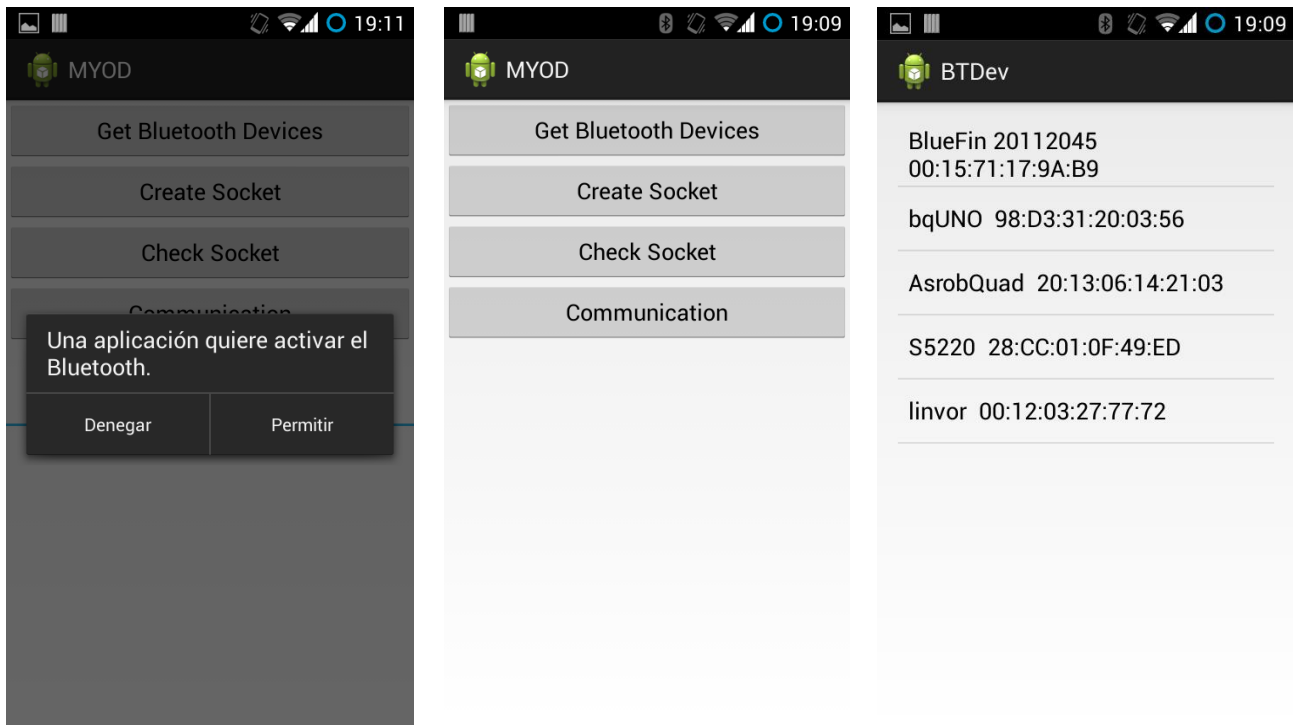 19:11
MYOD
Get Bluetooth Devices
Create Socket
Check Socket
Communication
Una aplicación quiere activar el
Bluetooth.
Denegar
Permitir
19:09
MYOD
Get Bluetooth Devices
Create Socket
Check Socket
Communication
19:09
BTDev
BlueFin 20112045
00:15:71:17:9A:B9
bqUNO 98:D3:31:20:03:56
AsrobQuad 20:13:06:14:21:03
S5220 28:CC:01:0F:49:ED
linvor 00:12:03:27:77:72